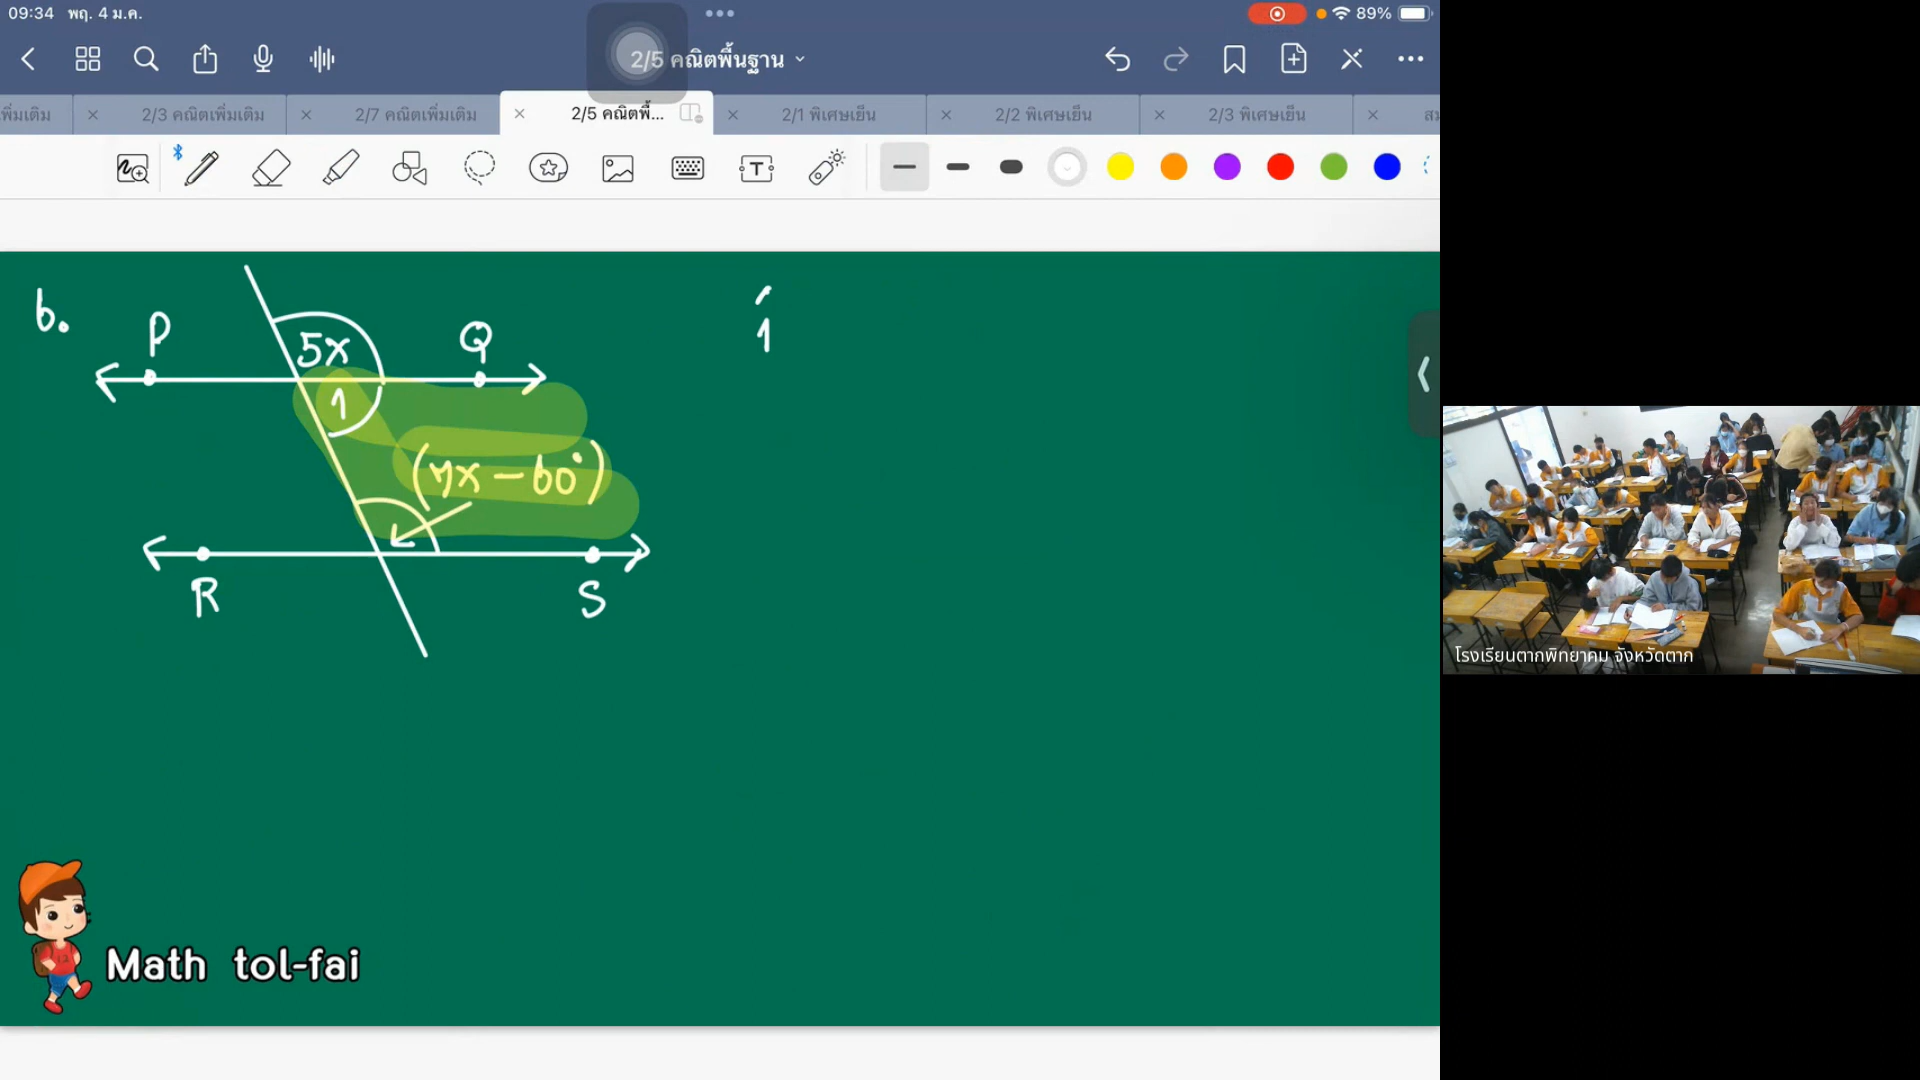 09:34 พฤ. 4 ม.ค.
89%
2/5 คณิตพื้นฐาน
พิ่มเติม
2/3 คณิตเพิ่มเติม
2/7 คณิตเพิ่มเติม
2/5 คณิตพื้...
2/1 พิเศษเย็น
2/2 พิเศษเย็น
2/3 พิเศษเย็น
T
6.
P
5x
Q
1
1
(7x - 60°)
R
S
Math tol-fai
โรงเรียนตากพิทยาคม จังหวัดตาก